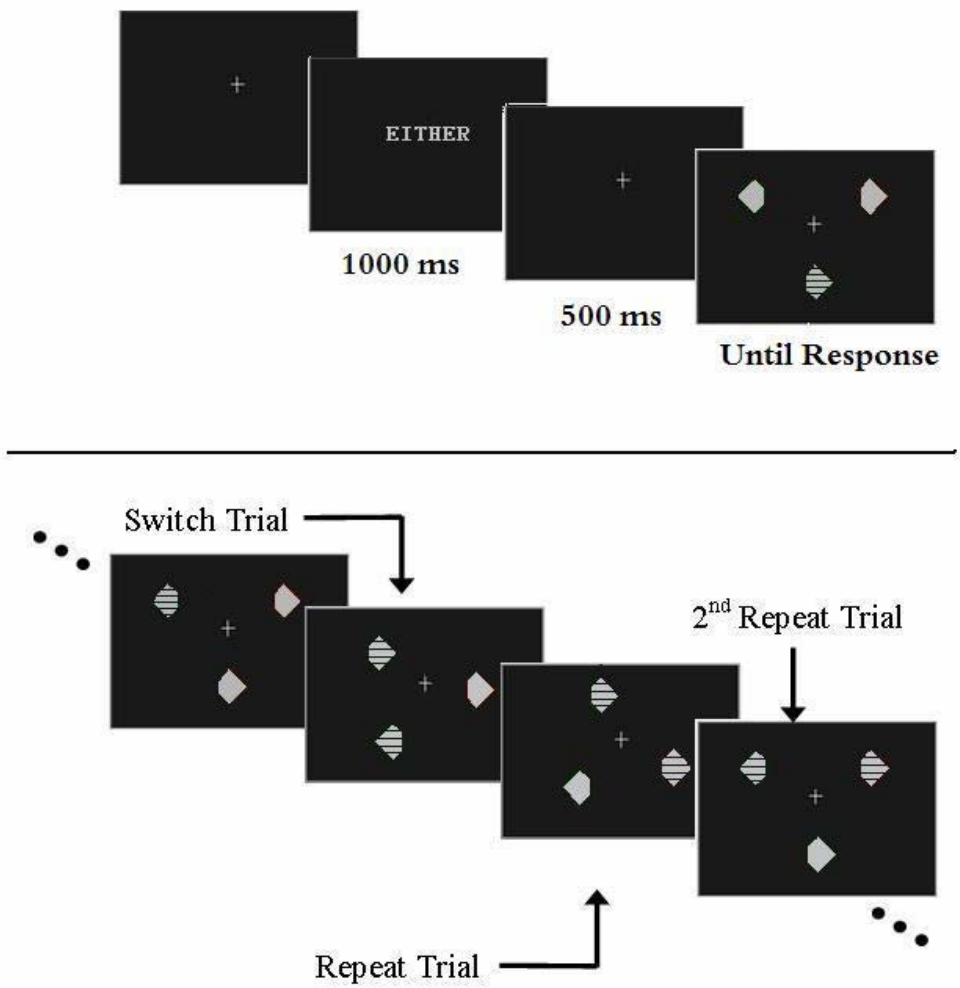 EITHER
1000 ms
500 ms
Until Response
Switch Trial
2nd Repeat Trial
Repeat Trial